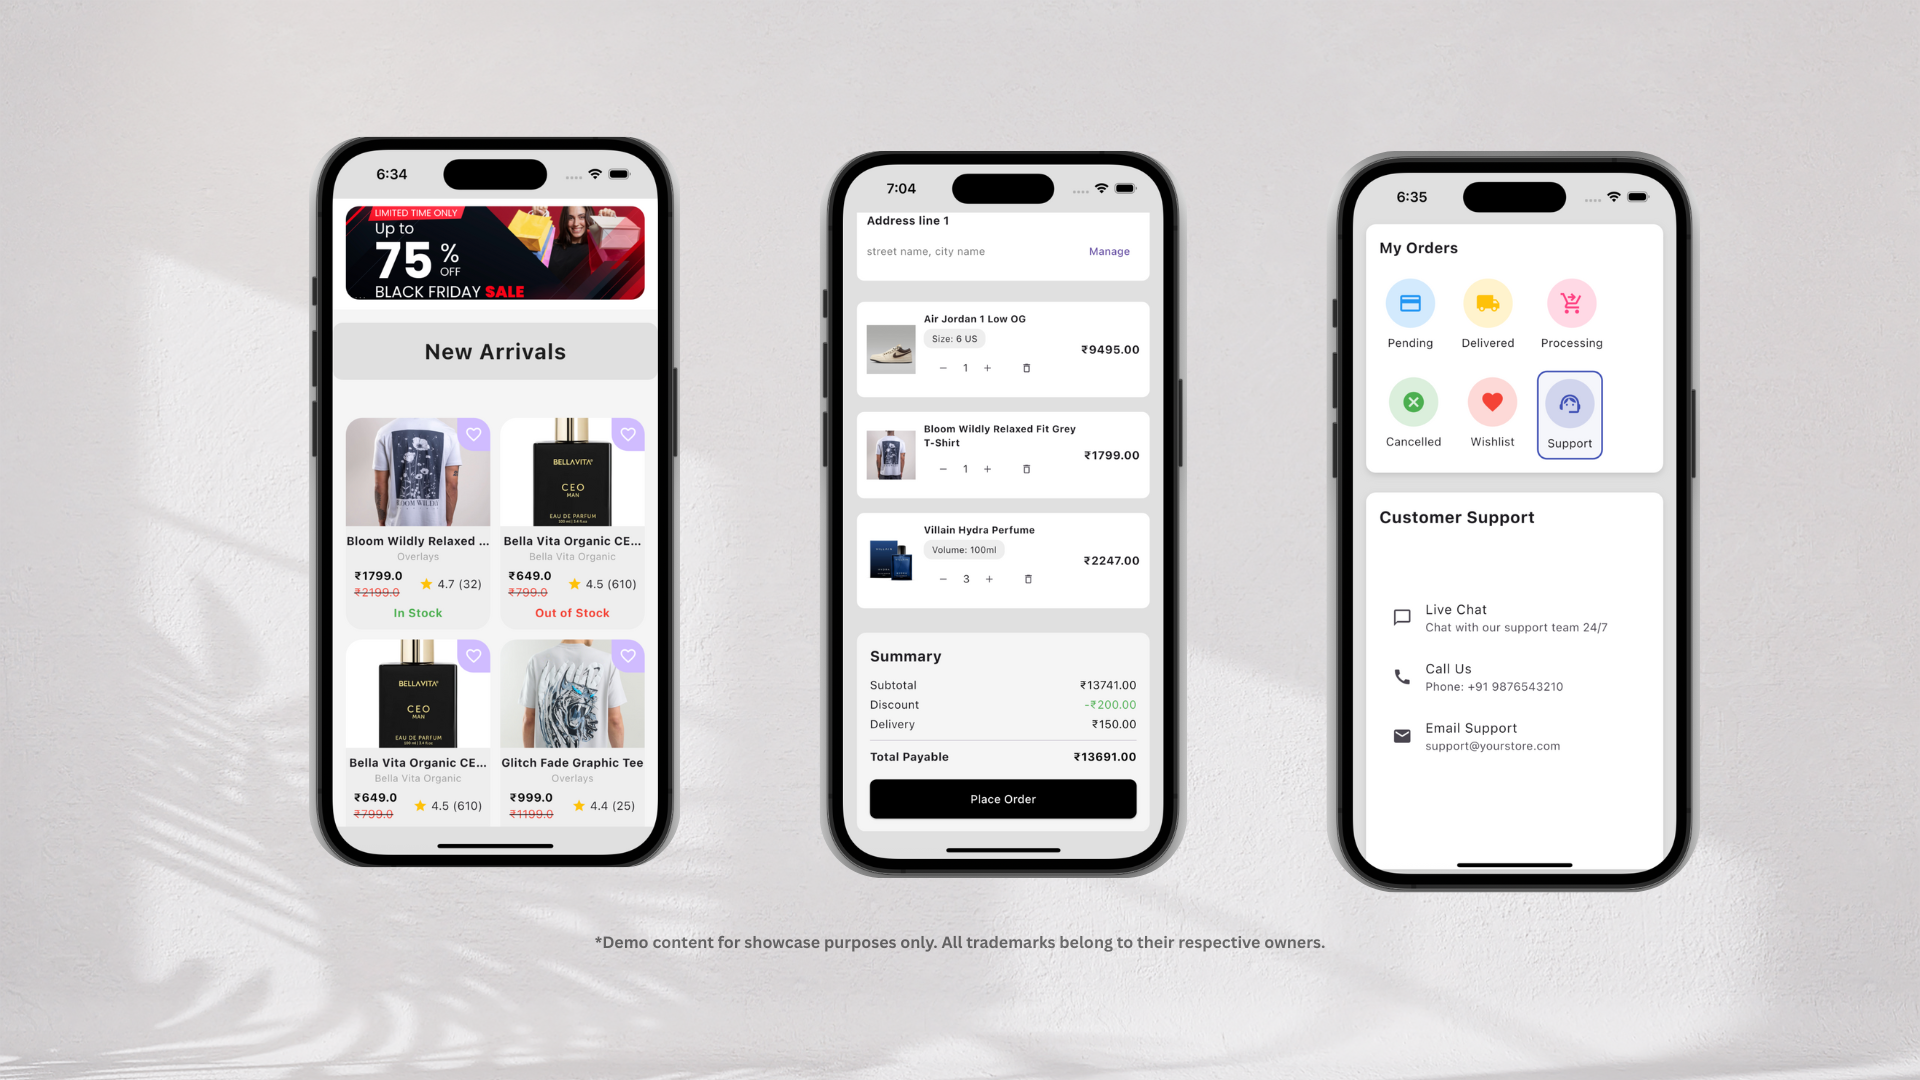 6:34
LIMITED TIME ONLY
Up to
75 %
OFF
BLACK FRIDAY SALE
New Arrivals
BELLAVITA
CEO
MAN
EAU DE PARFUM
BLOOM WILDLY
Bloom Wildly Relaxed ...
Overlays
₹1799.0
₹2199.0
4.7 (32)
In Stock
Bella Vita Organic CE...
Bella Vita Organic
₹649.0
₹799.0
4.5 (610)
Out of Stock
BELLAVITA
CEO
MAN
EAU DE PARFUM
Bella Vita Organic CE...
Bella Vita Organic
₹649.0
₹799.0
4.5 (610)
Glitch Fade Graphic Tee
Overlays
₹999.0
₹1199.0
4.4 (25)
7:04
Address line 1
street name, city name
Manage
Air Jordan 1 Low OG
Size: 6 US
− 1 +
₹9495.00
Bloom Wildly Relaxed Fit Grey
T-Shirt
− 1 +
₹1799.00
Villain Hydra Perfume
Volume: 100ml
− 3 +
₹2247.00
Summary
Subtotal ₹13741.00
Discount -₹200.00
Delivery ₹150.00
Total Payable ₹13691.00
Place Order
6:35
My Orders
Pending
Delivered
Processing
Cancelled
Wishlist
Support
Customer Support
Live Chat
Chat with our support team 24/7
Call Us
Phone: +91 9876543210
Email Support
support@yourstore.com
*Demo content for showcase purposes only. All trademarks belong to their respective owners.